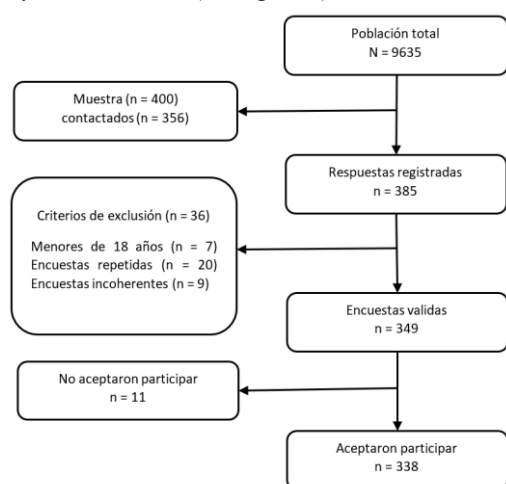 Población total
N = 9635
Muestra (n = 400)
contactados (n = 356)
Respuestas registradas
n = 385
Criterios de exclusión (n = 36)
Menores de 18 años (n = 7)
Encuestas repetidas (n = 20)
Encuestas incoherentes (n = 9)
Encuestas validas
n = 349
No aceptaron participar
n = 11
Aceptaron participar
n = 338